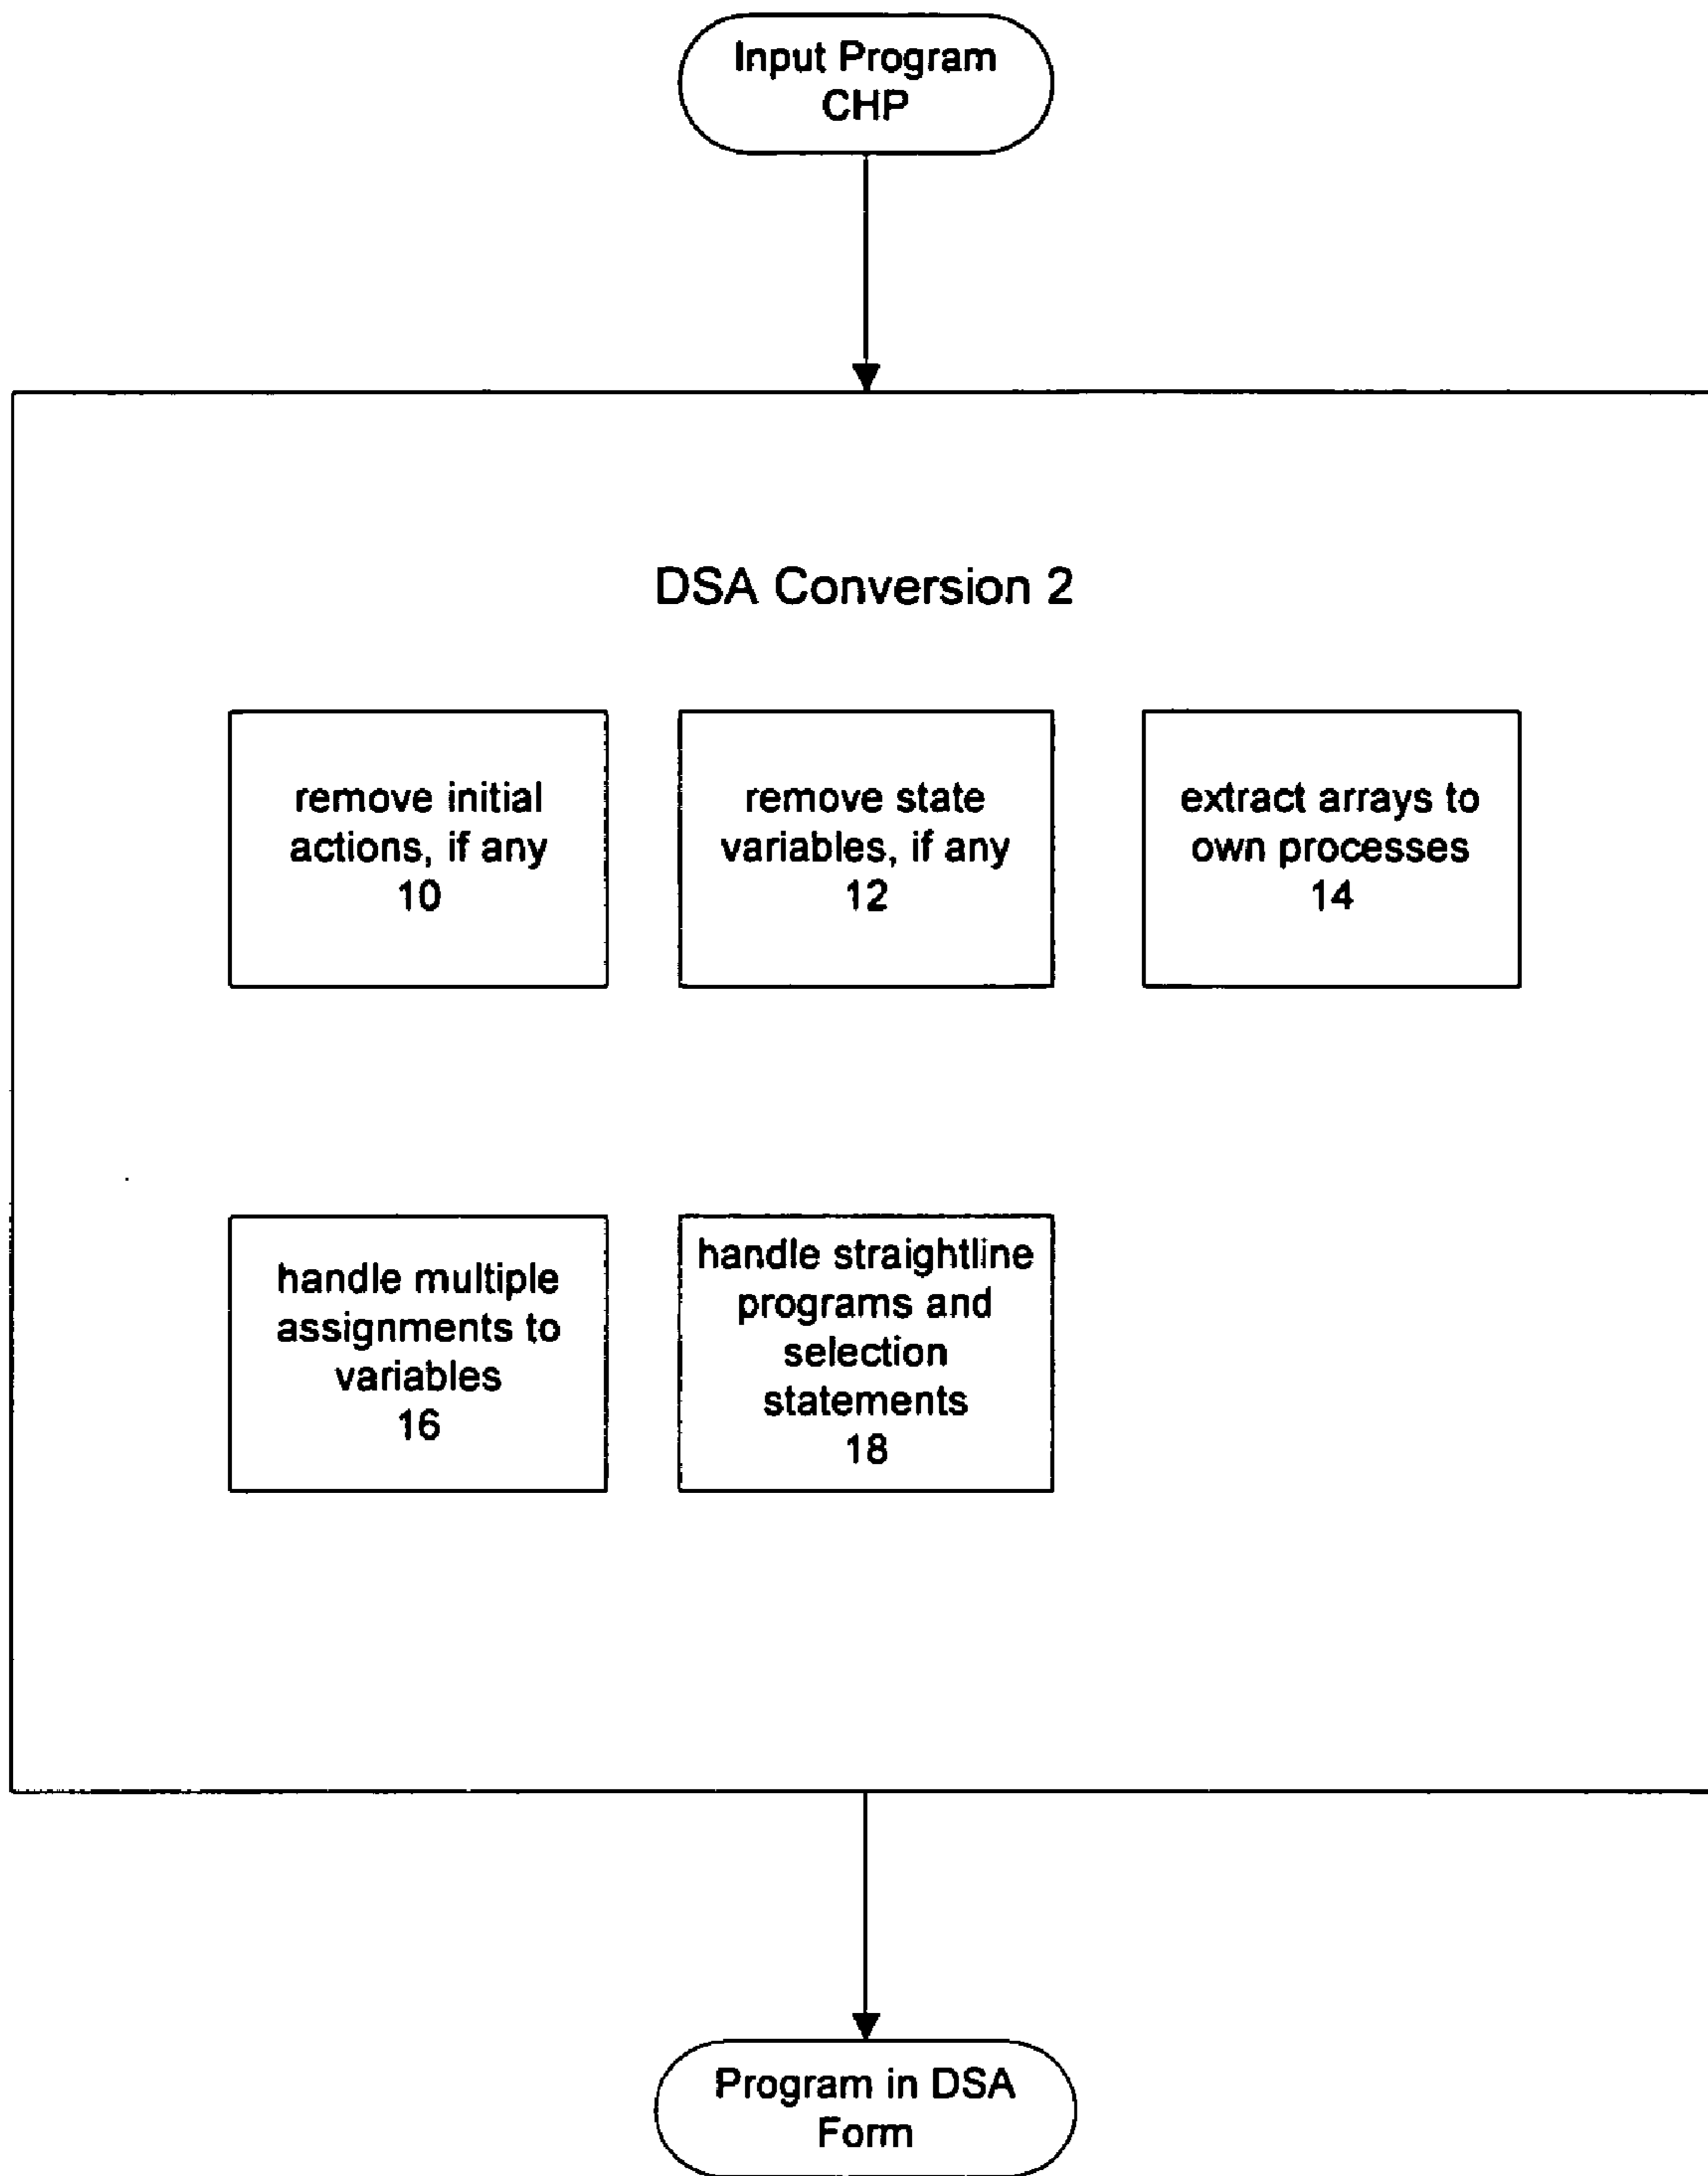 Input Program
CHP
DSA Conversion 2
remove initial
actions, if any
10
remove state
variables, if any
12
extract arrays to
own processes
14
handle multiple
assignments to
variables
16
handle straightline
programs and
selection
statements
18
Program in DSA
Form